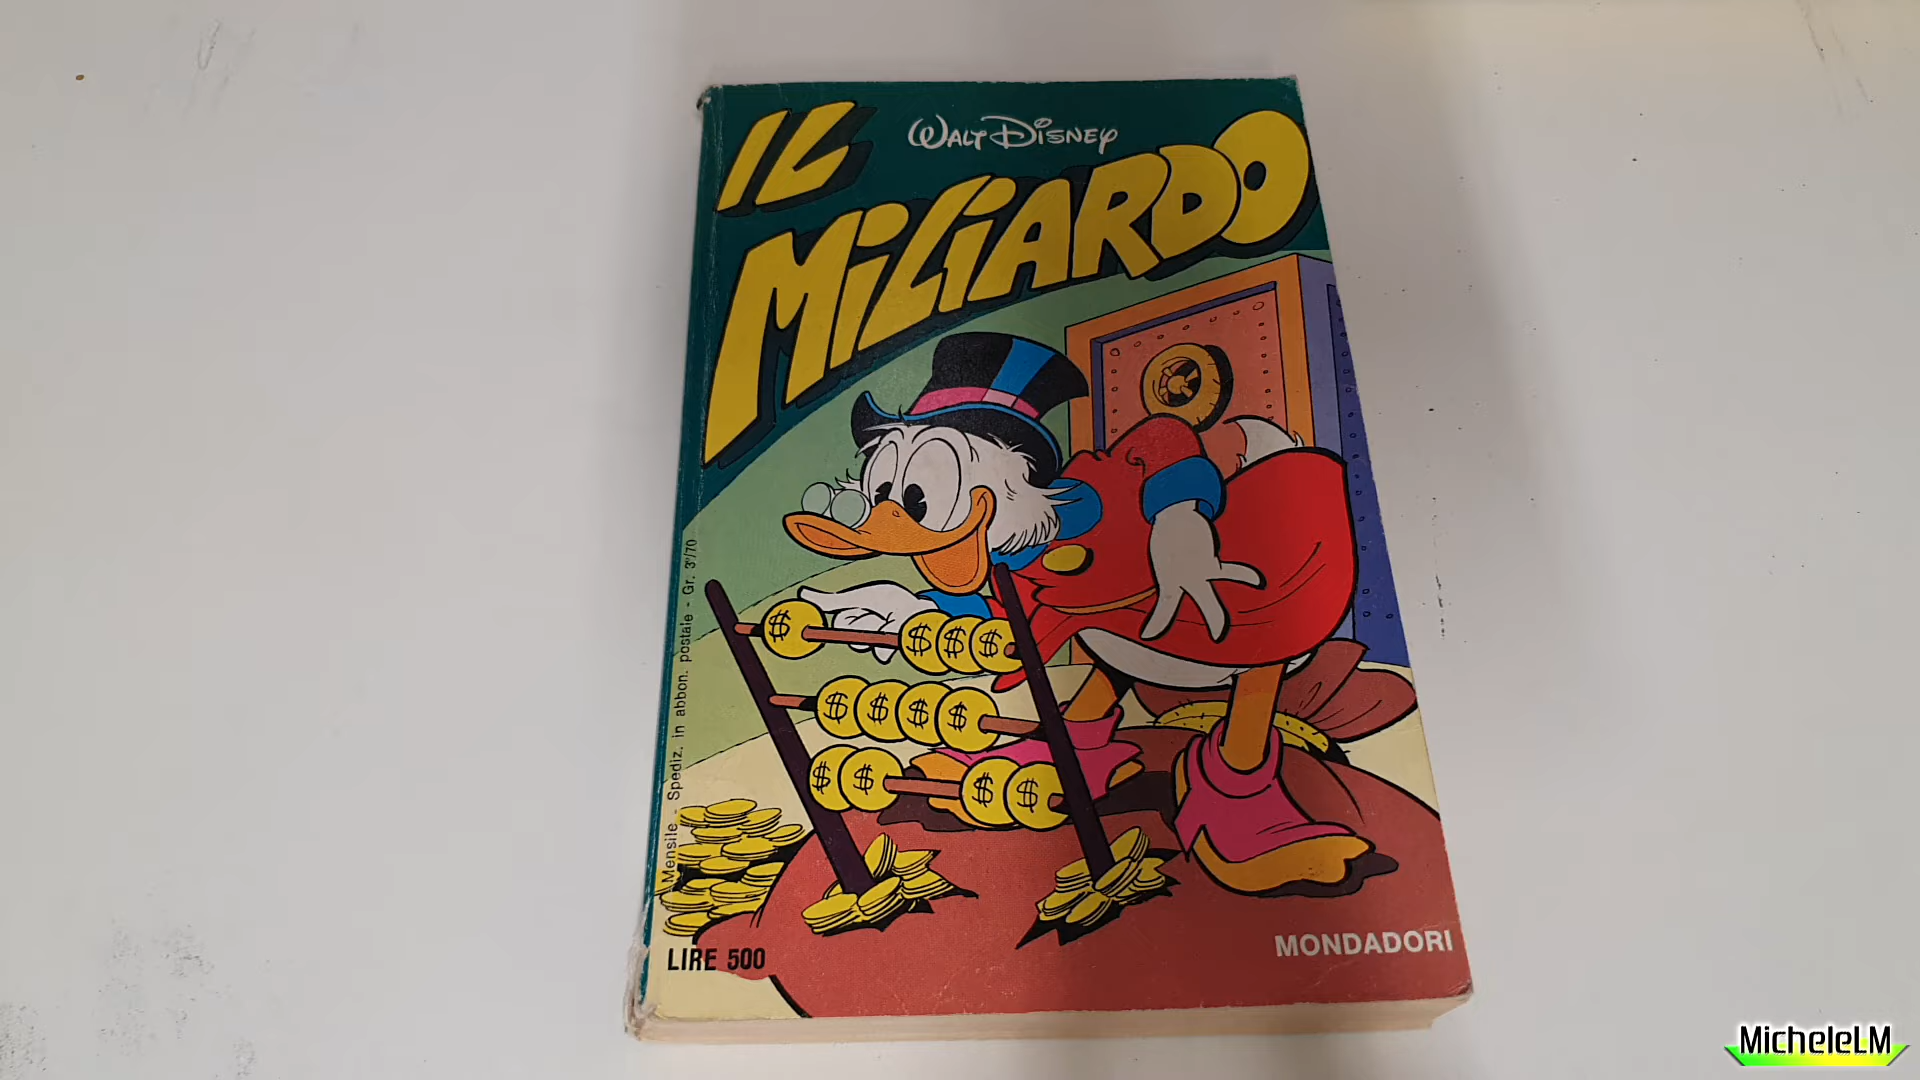 IL
WALT DISNEY
MILIARDO
Mensile - Spediz. in abbon. postale - Gr. 3°/70
$ $ $ $
$ $ $ $
$ $ $ $
LIRE 500
MONDADORI
MicheleLM